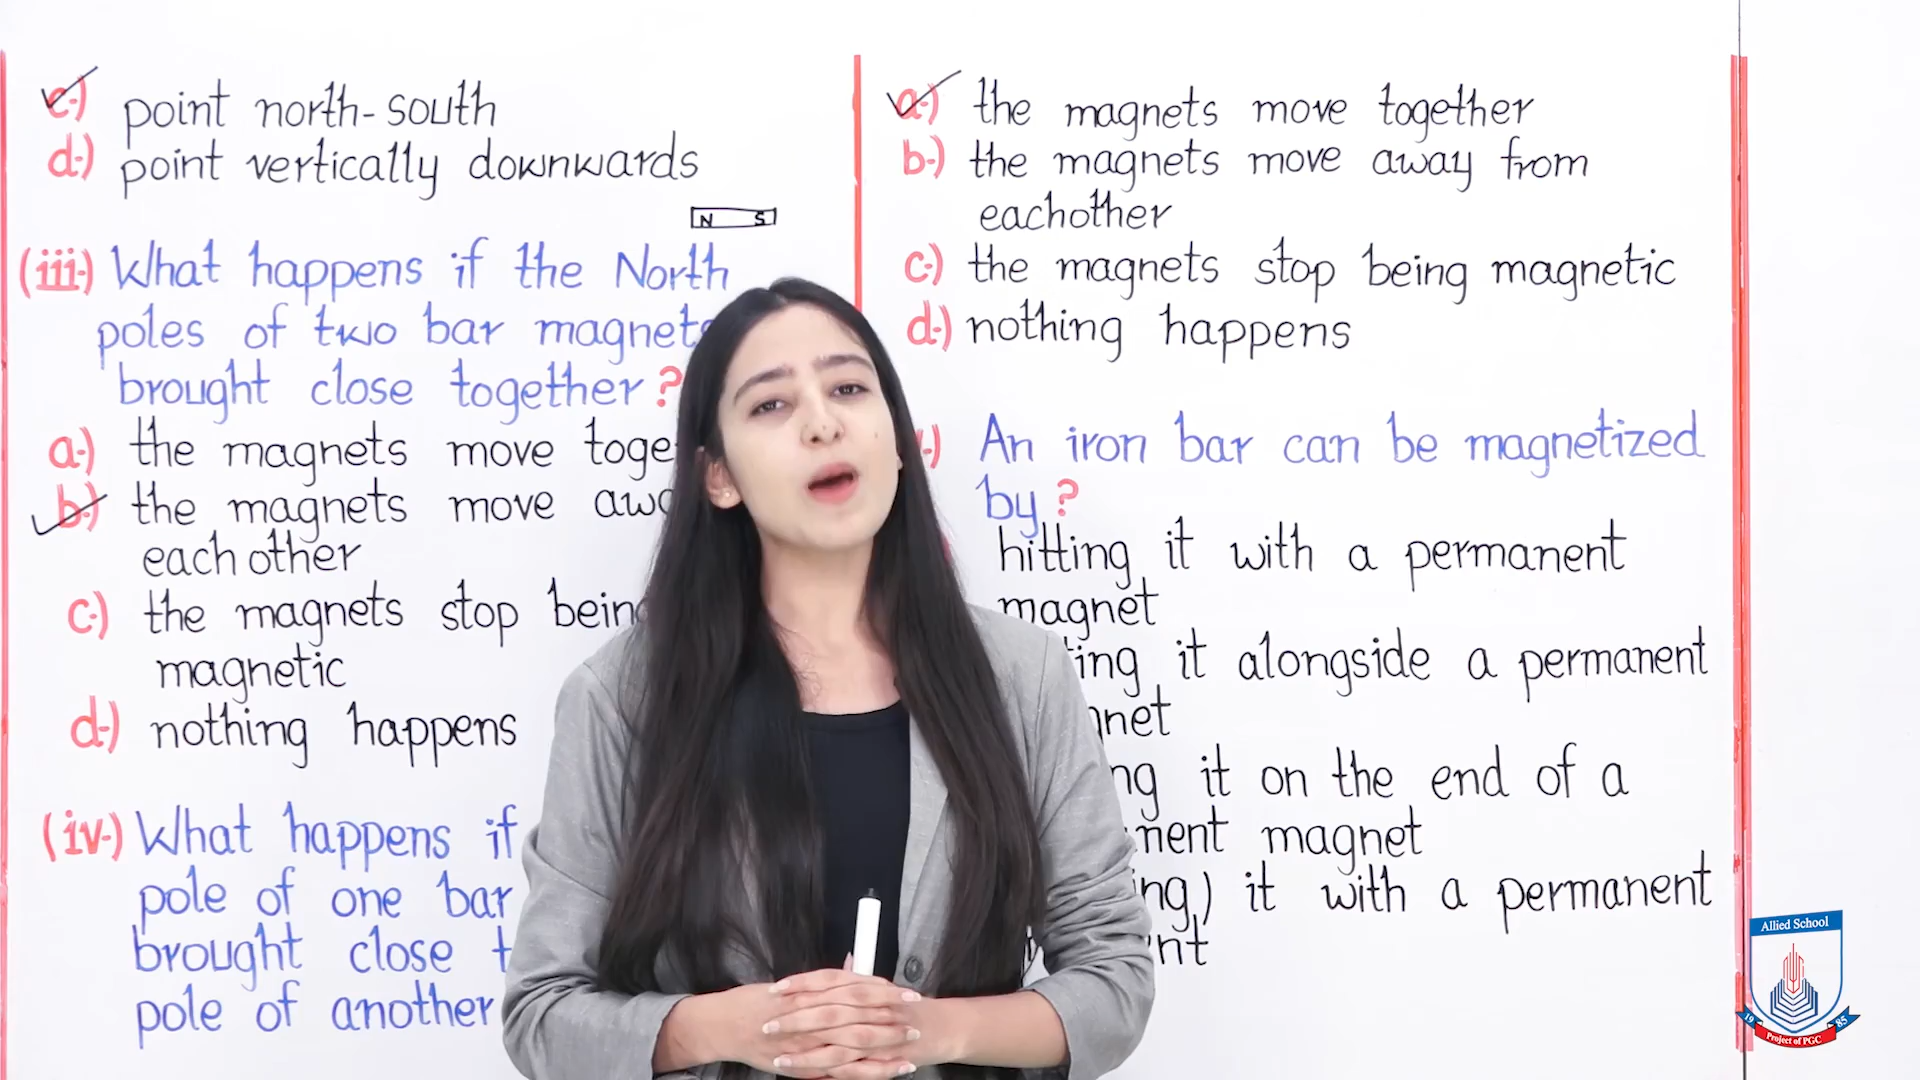 c.) point north-south
d.) point vertically downwards
N S
(iii.) What happens if the North
poles of two bar magnets
brought close together?
a.) the magnets move
b.) the magnets move
each other
c.) the magnets stop being
magnetic
d.) nothing happens
(iv.) What happens if
pole of one bar
brought close
pole of another
a.) the magnets move together
b.) the magnets move away from
eachother
c.) the magnets stop being magnetic
d.) nothing happens
An iron bar can be magnetized
by?
hitting it with a permanent
magnet
it alongside a permanent
it on the end of a
magnet
it with a permanent
Allied School
1985
Project of PGC